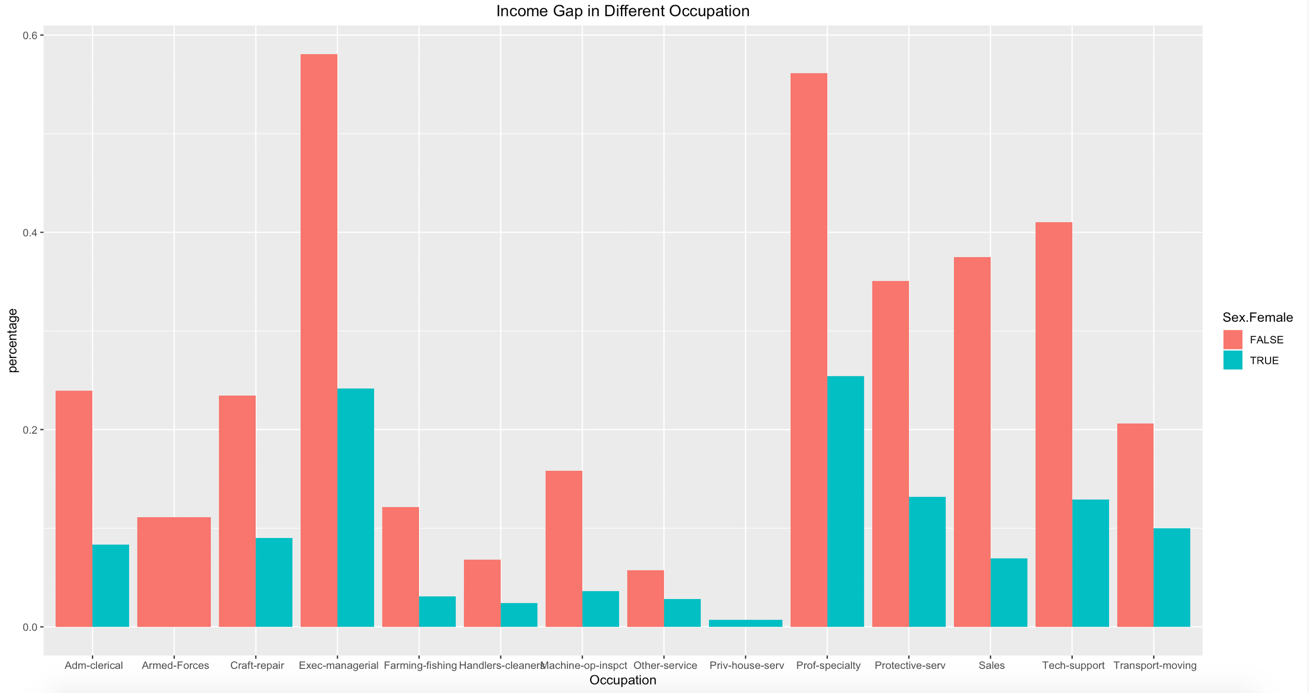 Income Gap in Different Occupation
0.6
0.4
0.2
0.0
percentage
Adm-clerical Armed-Forces Craft-repair Exec-managerial Farming-fishing Handlers-cleaners Machine-op-inspct Other-service Priv-house-serv Prof-specialty Protective-serv Sales Tech-support Transport-moving
Occupation
Sex.Female
FALSE
TRUE